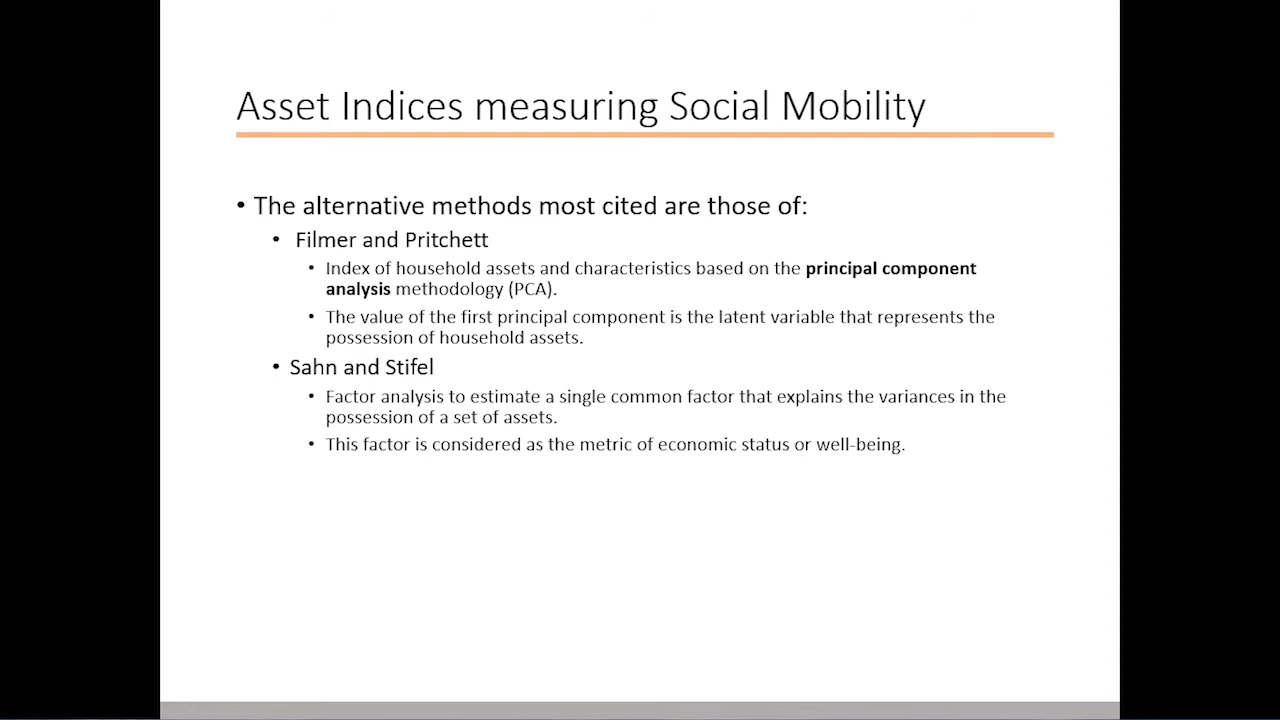 Asset Indices measuring Social Mobility
• The alternative methods most cited are those of:
• Filmer and Pritchett
• Index of household assets and characteristics based on the principal component
analysis methodology (PCA).
• The value of the first principal component is the latent variable that represents the
possession of household assets.
• Sahn and Stifel
• Factor analysis to estimate a single common factor that explains the variances in the
possession of a set of assets.
• This factor is considered as the metric of economic status or well-being.